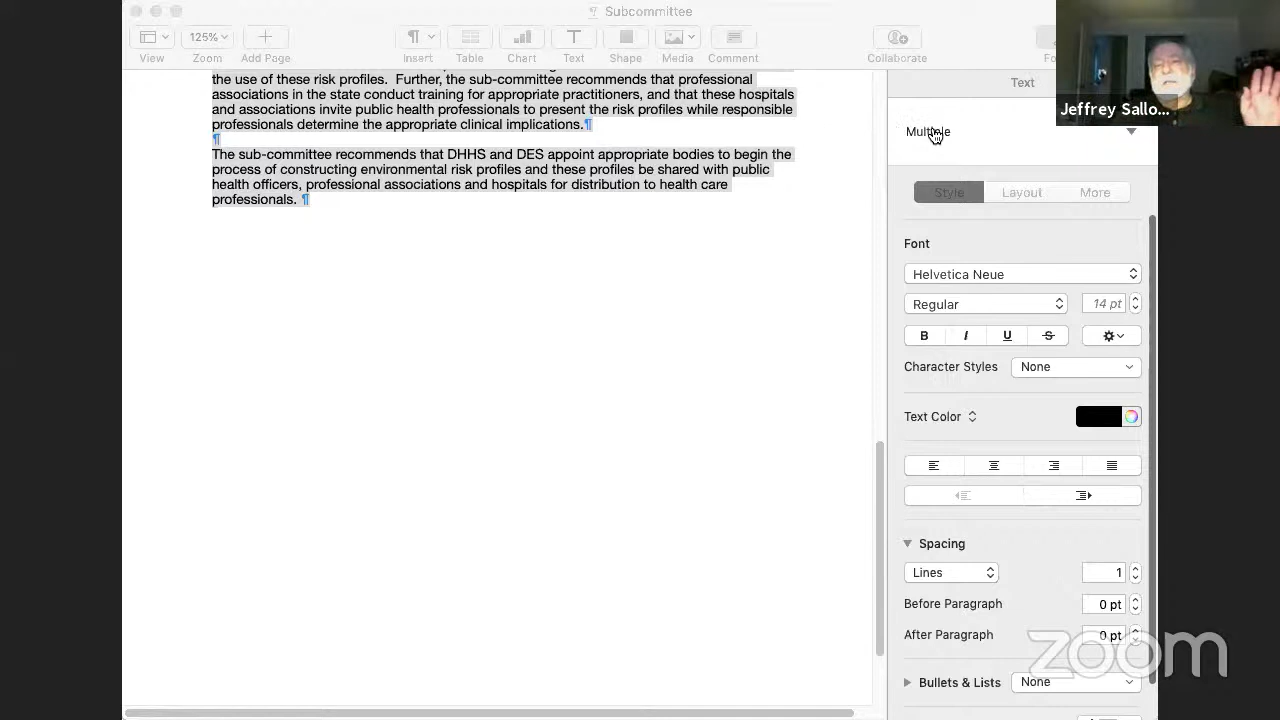 Subcommittee
125%
View
Zoom
Add Page
Insert
Table
Chart
Text
Shape
Media
Comment
Collaborate
Fo
Jeffrey Sallo...
the use of these risk profiles. Further, the sub-committee recommends that professional
associations in the state conduct training for appropriate practitioners, and that these hospitals
and associations invite public health professionals to present the risk profiles while responsible
professionals determine the appropriate clinical implications.¶
¶
The sub-committee recommends that DHHS and DES appoint appropriate bodies to begin the
process of constructing environmental risk profiles and these profiles be shared with public
health officers, professional associations and hospitals for distribution to health care
professionals. ¶
Text
Multiple
Style Layout More
Font
Helvetica Neue
Regular 14 pt
B I U S
Character Styles None
Text Color
Spacing
Lines 1
Before Paragraph 0 pt
After Paragraph 0 pt
Bullets & Lists None
zoom